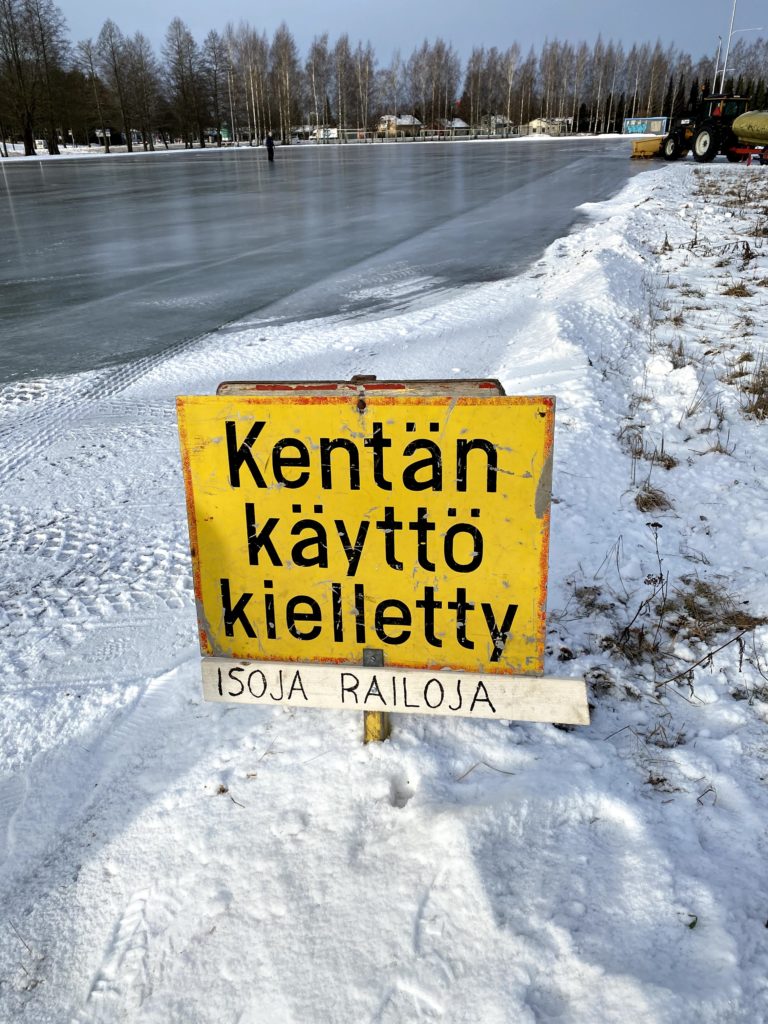 Kentän
käyttö
kielletty
ISOJA RAILOJA